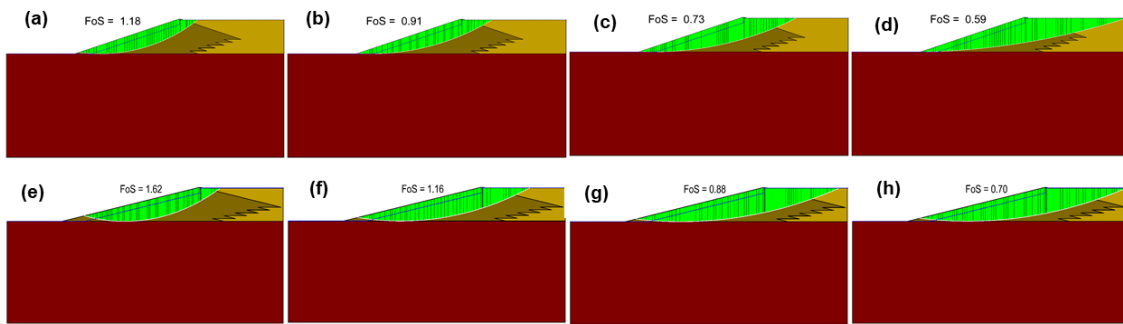 (a) FoS = 1.18
(b) FoS = 0.91
(c) FoS = 0.73
(d) FoS = 0.59
(e) FoS = 1.62
(f) FoS = 1.16
(g) FoS = 0.88
(h) FoS = 0.70